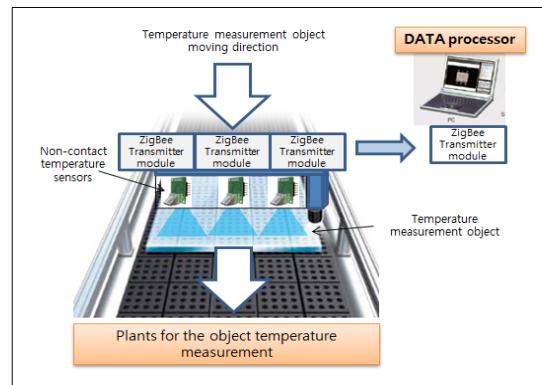 Temperature measurement object
moving direction
DATA processor
PC
S
ZigBee
Transmitter
module
ZigBee
Transmitter
module
ZigBee
Transmitter
module
ZigBee
Transmitter
module
Non-contact
temperature
sensors
Temperature
measurement object
Plants for the object temperature
measurement